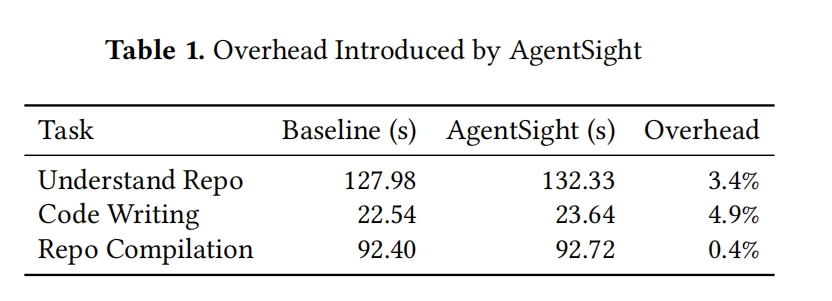 Table 1. Overhead Introduced by AgentSight
Task Baseline (s) AgentSight (s) Overhead
Understand Repo 127.98 132.33 3.4%
Code Writing 22.54 23.64 4.9%
Repo Compilation 92.40 92.72 0.4%